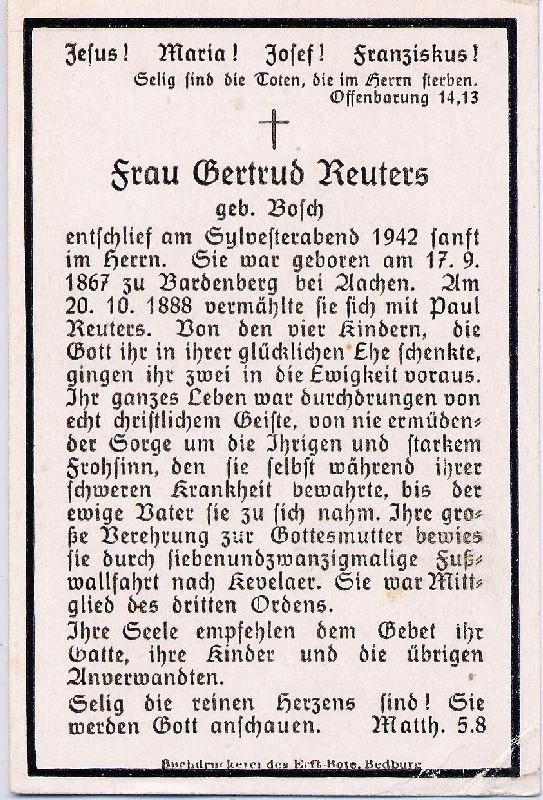 Jesus! Maria! Josef! Franziskus!
Selig sind die Toten, die im Herrn sterben.
Offenbarung 14,13
Frau Gertrud Reuters
geb. Bosch
entschlief am Sylvesterabend 1942 sanft
im Herrn. Sie war geboren am 17. 9.
1867 zu Bardenberg bei Aachen. Am
20. 10. 1888 vermählte sie sich mit Paul
Reuters. Von den vier Kindern, die
Gott ihr in ihrer glücklichen Ehe schenkte,
gingen ihr zwei in die Ewigkeit voraus.
Ihr ganzes Leben war durchdrungen von
echt christlichem Geiste, von nie ermüden-
der Sorge um die Ihrigen und starkem
Frohsinn, den sie selbst während ihrer
schweren Krankheit bewahrte, bis der
ewige Vater sie zu sich nahm. Ihre gro-
ße Verehrung zur Gottesmutter bewies
sie durch siebenundzwanzigmalige Fuß-
wallfahrt nach Kevelaer. Sie war Mitt-
glied des dritten Ordens.
Ihre Seele empfehlen dem Gebet ihr
Gatte, ihre Kinder und die übrigen
Anverwandten.
Selig die reinen Herzens sind! Sie
werden Gott anschauen. Matth. 5.8
Buchdruckerei des Erft-Bote, Bedburg